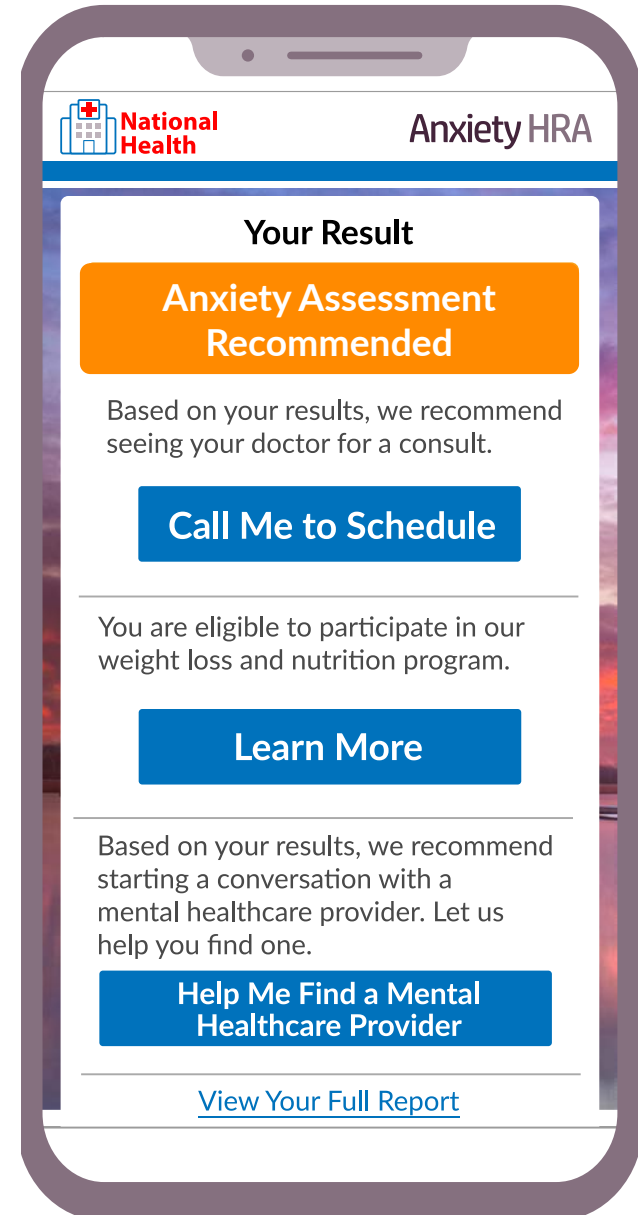 National
Health
Anxiety HRA
Your Result
Anxiety Assessment
Recommended
Based on your results, we recommend
seeing your doctor for a consult.
Call Me to Schedule
You are eligible to participate in our
weight loss and nutrition program.
Learn More
Based on your results, we recommend
starting a conversation with a
mental healthcare provider. Let us
help you find one.
Help Me Find a Mental
Healthcare Provider
View Your Full Report